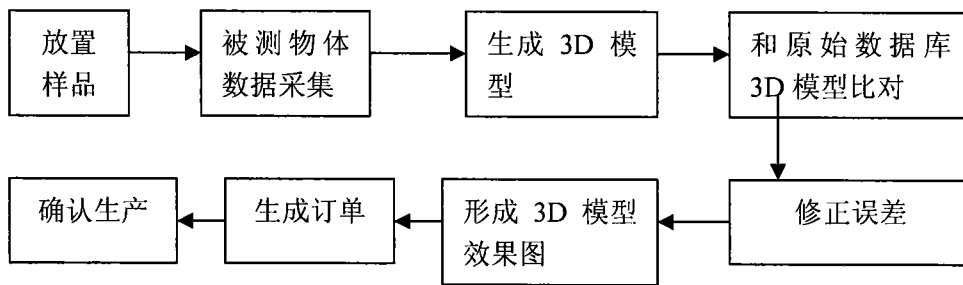 放置
样品
被测物体
数据采集
生成 3D 模
型
和原始数据库
3D 模型比对
修正误差
形成 3D 模型
效果图
生成订单
确认生产